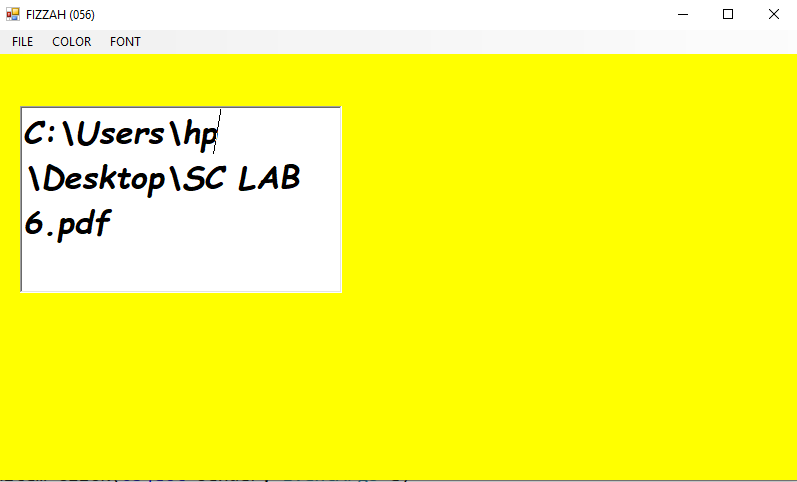 FIZZAH (056)
FILE COLOR FONT
C:\Users\hp
\Desktop\SC LAB
6.pdf